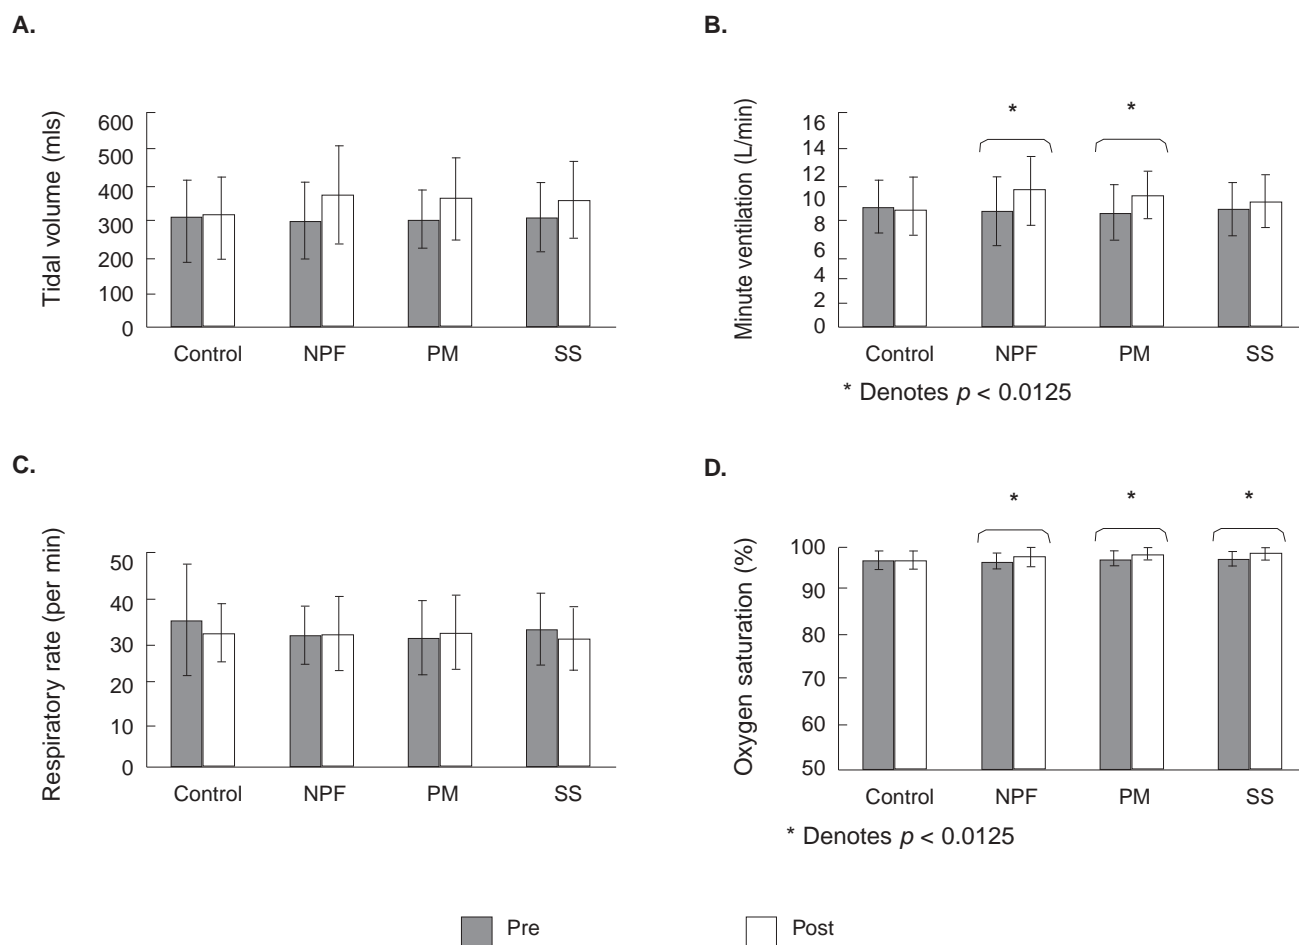 A.
Tidal volume (mls)
600
500
400
300
200
100
0
Control NPF PM SS
B.
Minute ventilation (L/min)
16
14
12
10
8
6
4
2
0
* *
Control NPF PM SS
* Denotes p < 0.0125
C.
Respiratory rate (per min)
50
40
30
20
10
0
Control NPF PM SS
D.
Oxygen saturation (%)
100
90
80
70
60
50
* * *
Control NPF PM SS
* Denotes p < 0.0125
Pre Post